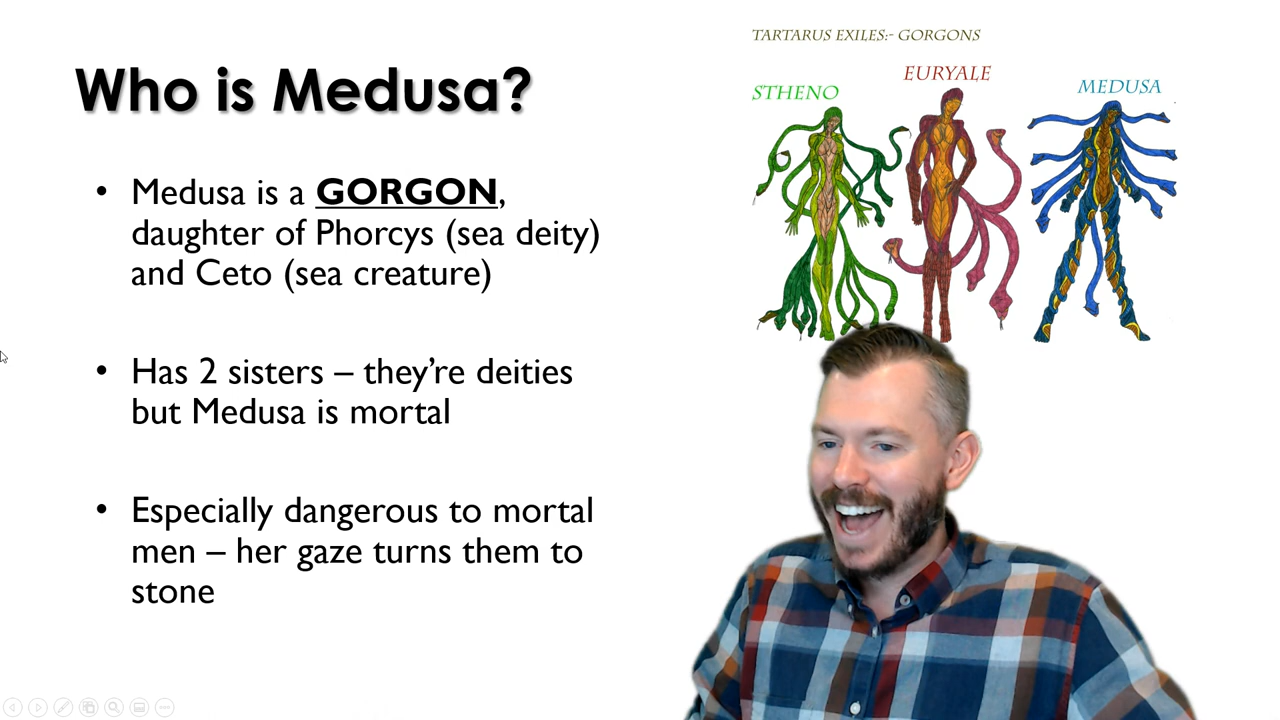 Who is Medusa?
• Medusa is a GORGON,
daughter of Phorcys (sea deity)
and Ceto (sea creature)
• Has 2 sisters – they’re deities
but Medusa is mortal
• Especially dangerous to mortal
men – her gaze turns them to
stone
TARTARUS EXILES:- GORGONS
STHENO
EURYALE
MEDUSA